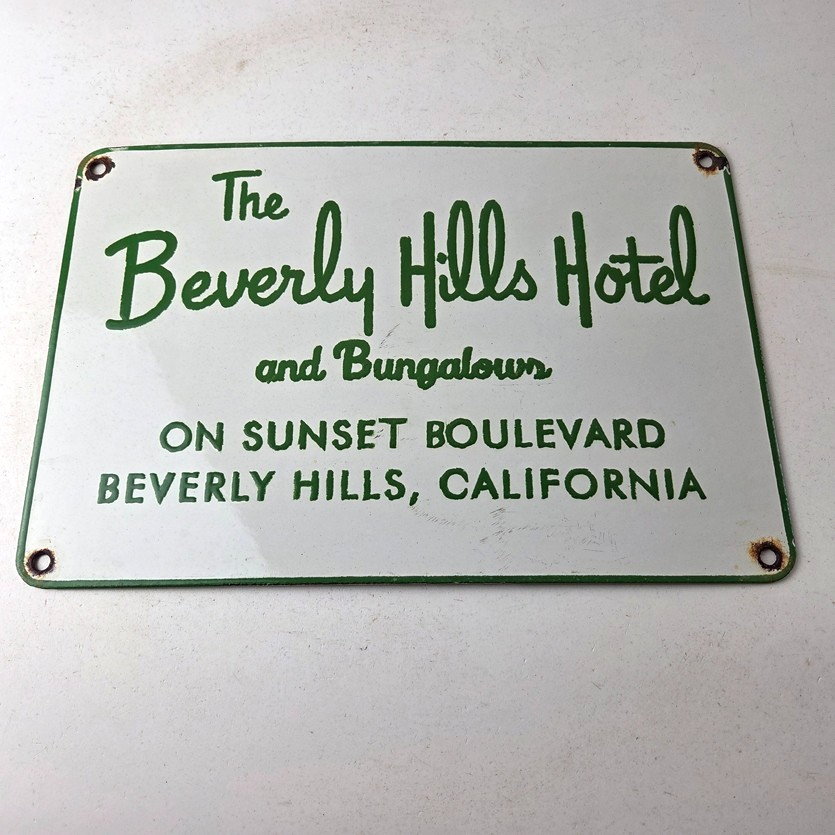 The
Beverly Hills Hotel
and Bungalows
ON SUNSET BOULEVARD
BEVERLY HILLS, CALIFORNIA